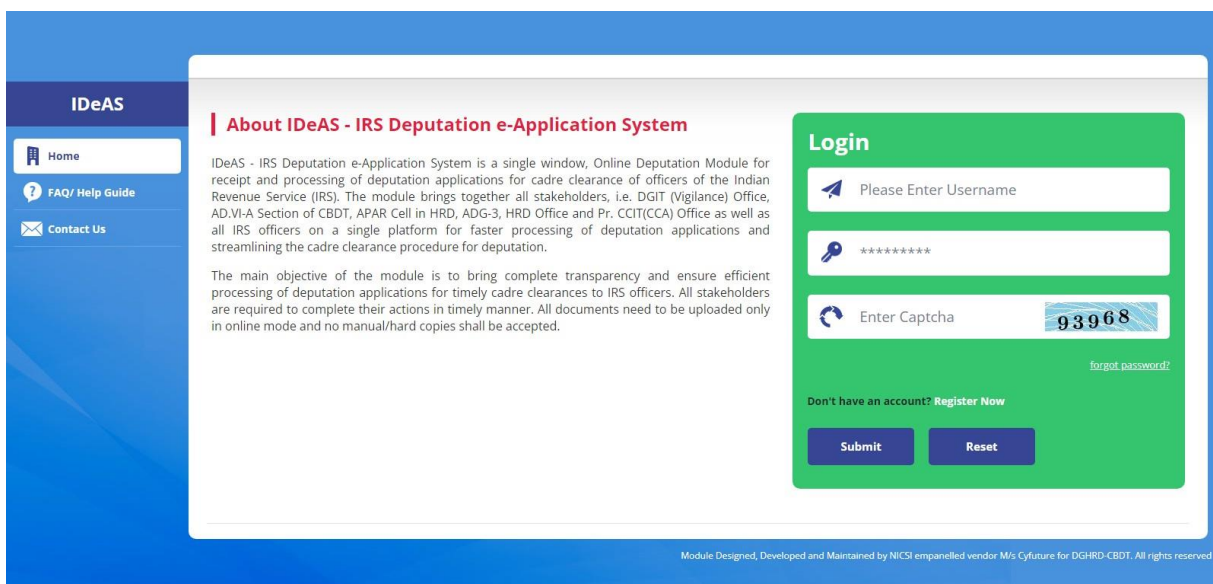 IDeAS
Home
FAQ/ Help Guide
Contact Us
About IDeAS - IRS Deputation e-Application System
IDeAS - IRS Deputation e-Application System is a single window, Online Deputation Module for
receipt and processing of deputation applications for cadre clearance of officers of the Indian
Revenue Service (IRS). The module brings together all stakeholders, i.e. DGIT (Vigilance) Office,
AD.VI-A Section of CBDT, APAR Cell in HRD, ADG-3, HRD Office and Pr. CCIT(CCA) Office as well as
all IRS officers on a single platform for faster processing of deputation applications and
streamlining the cadre clearance procedure for deputation.
The main objective of the module is to bring complete transparency and ensure efficient
processing of deputation applications for timely cadre clearances to IRS officers. All stakeholders
are required to complete their actions in timely manner. All documents need to be uploaded only
in online mode and no manual/hard copies shall be accepted.
Login
Please Enter Username
*********
Enter Captcha
93968
forgot password?
Don't have an account? Register Now
Submit
Reset
Module Designed, Developed and Maintained by NICSI empanelled vendor M/s Cyfuture for DGHRD-CBDT. All rights reserved